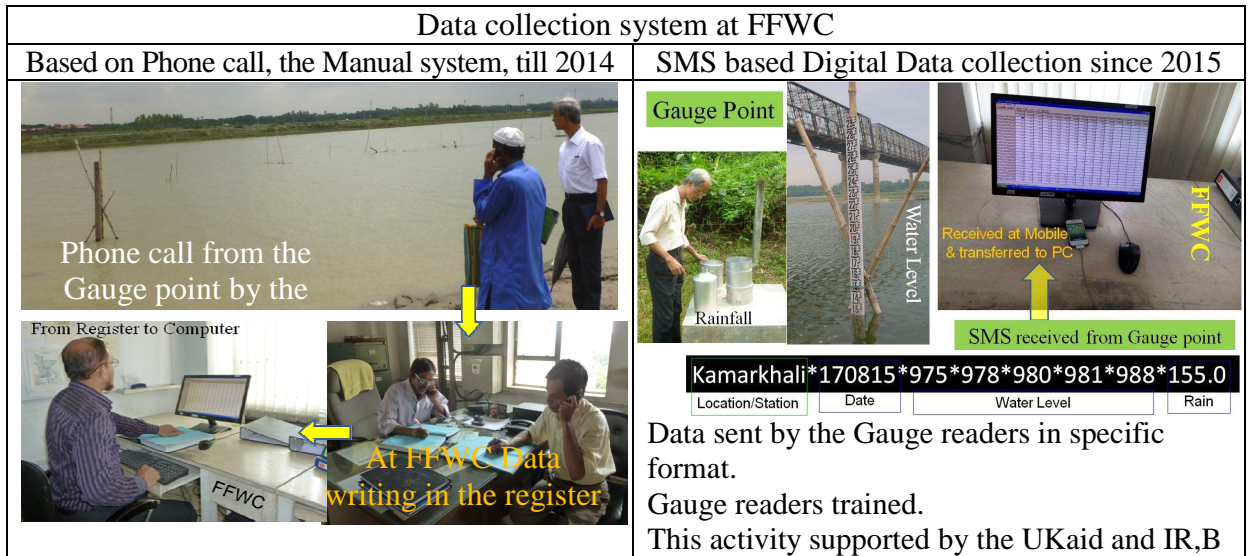 Data collection system at FFWC
Based on Phone call, the Manual system, till 2014
Phone call from the
Gauge point by the
From Register to Computer
FFWC
At FFWC Data
writing in the register
SMS based Digital Data collection since 2015
Gauge Point
Rainfall
Water Level
FFWC
Received at Mobile
& transferred to PC
SMS received from Gauge point
Kamarkhali*170815*975*978*980*981*988*155.0
Location/Station Date Water Level Rain
Data sent by the Gauge readers in specific
format.
Gauge readers trained.
This activity supported by the UKaid and IR,B